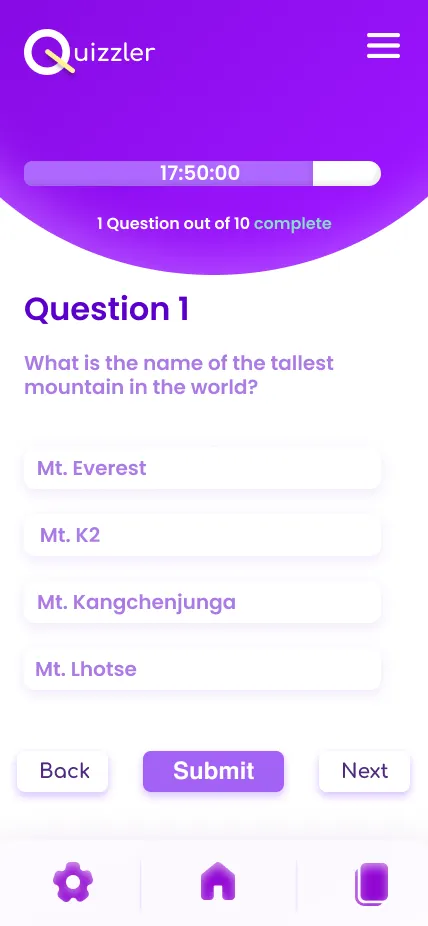 Quizzler
17:50:00
1 Question out of 10 complete
Question 1
What is the name of the tallest
mountain in the world?
Mt. Everest
Mt. K2
Mt. Kangchenjunga
Mt. Lhotse
Back
Submit
Next